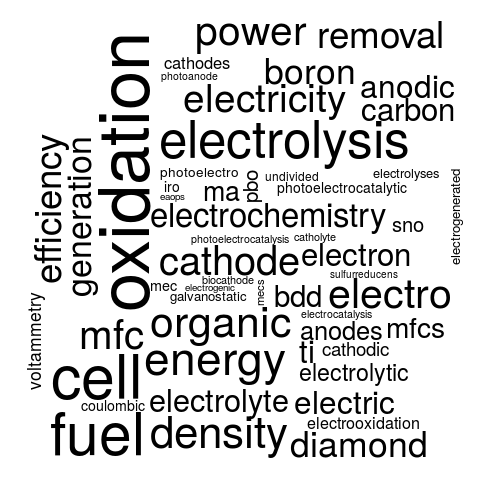 power
removal
cathodes
photoanode
boron
anodic
electricity
carbon
oxidation
electrolysis
efficiency
generation
photoelectro
undivided
electrolyses
iro
ma
pbo
photoelectrocatalytic
electrogenerated
eaops
electrochemistry
sno
photoelectrocatalysis
catholyte
cathode
electron
sulfurreducens
mec
biocathode
electrogenic
galvanostatic
mecs
bdd
electro
voltammetry
electrocatalysis
mfc
organic
anodes
mfcs
ti
cathodic
energy
cell
electrolytic
coulombic
electrolyte
electric
fuel
density
electrooxidation
diamond